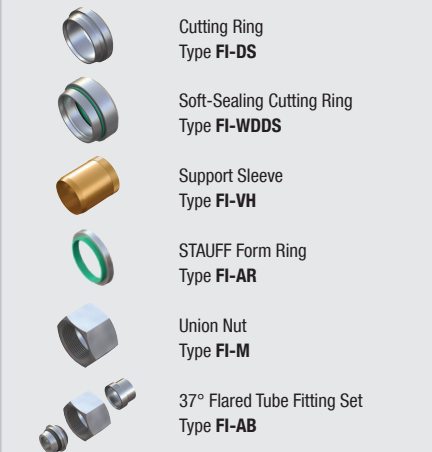 Cutting Ring
Type FI-DS
Soft-Sealing Cutting Ring
Type FI-WDDS
Support Sleeve
Type FI-VH
STAUFF Form Ring
Type FI-AR
Union Nut
Type FI-M
37° Flared Tube Fitting Set
Type FI-AB